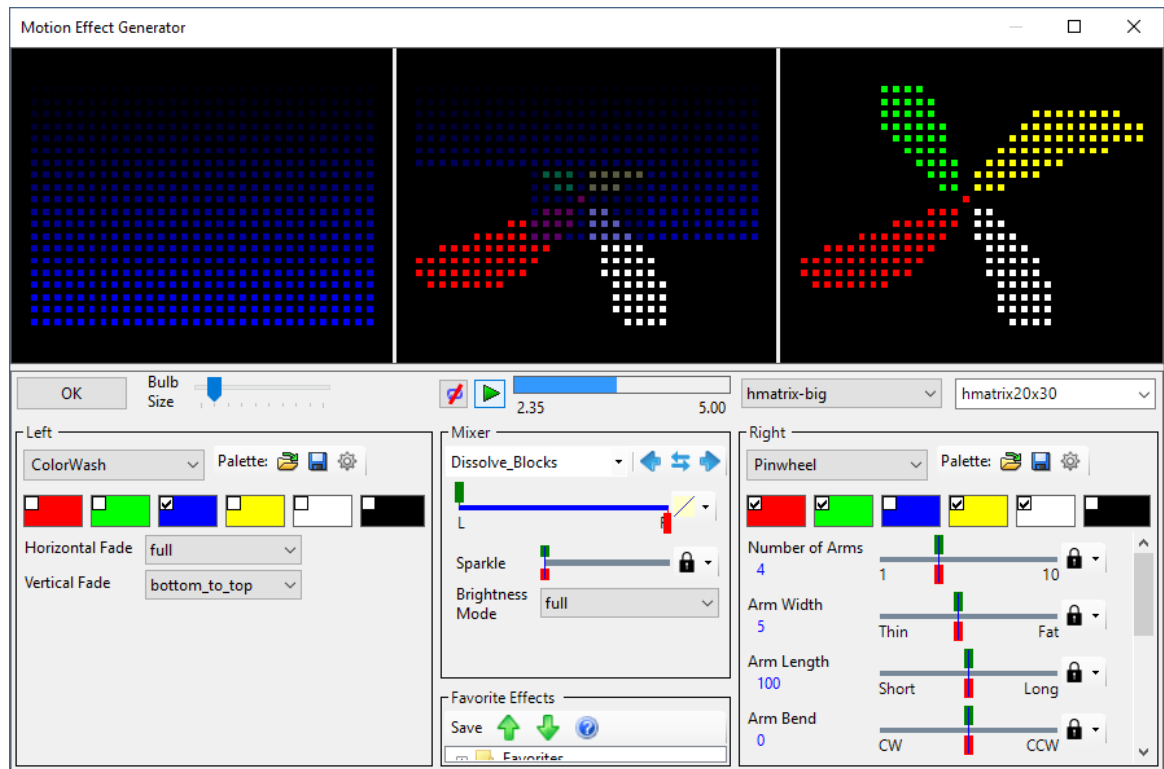 Motion Effect Generator
OK
Bulb
Size
2.35
5.00
hmatrix-big
hmatrix20x30
Left
ColorWash
Palette:
Horizontal Fade
full
Vertical Fade
bottom_to_top
Mixer
Dissolve_Blocks
L
Sparkle
Brightness
Mode
full
Favorite Effects
Save
Favorites
Right
Pinwheel
Palette:
Number of Arms
4
1
10
Arm Width
5
Thin
Fat
Arm Length
100
Short
Long
Arm Bend
0
CW
CCW